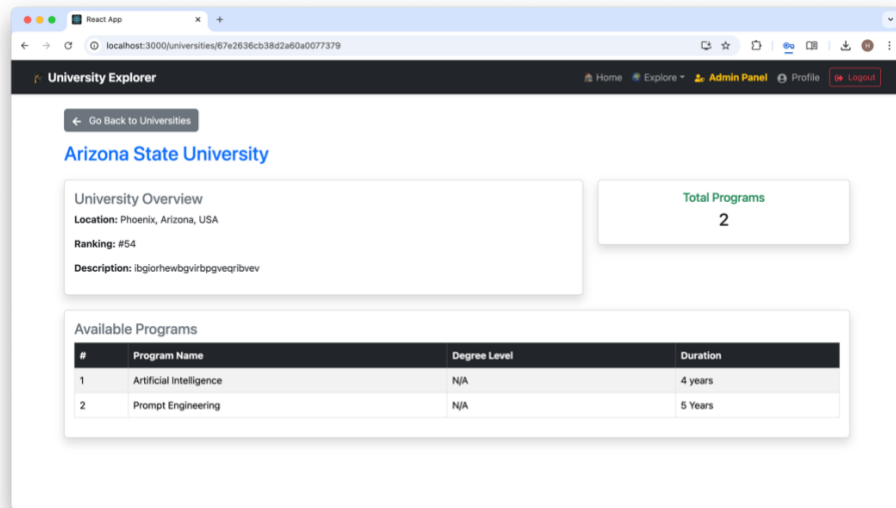 React App
localhost:3000/universities/67e2636cb38d2a60a0077379
University Explorer
Home Explore Admin Panel Profile Logout
Go Back to Universities
Arizona State University
University Overview
Location: Phoenix, Arizona, USA
Ranking: #54
Description: ibgiorhewbgvirbpgveqribvev
Total Programs
2
Available Programs
# Program Name Degree Level Duration
1 Artificial Intelligence N/A 4 years
2 Prompt Engineering N/A 5 Years